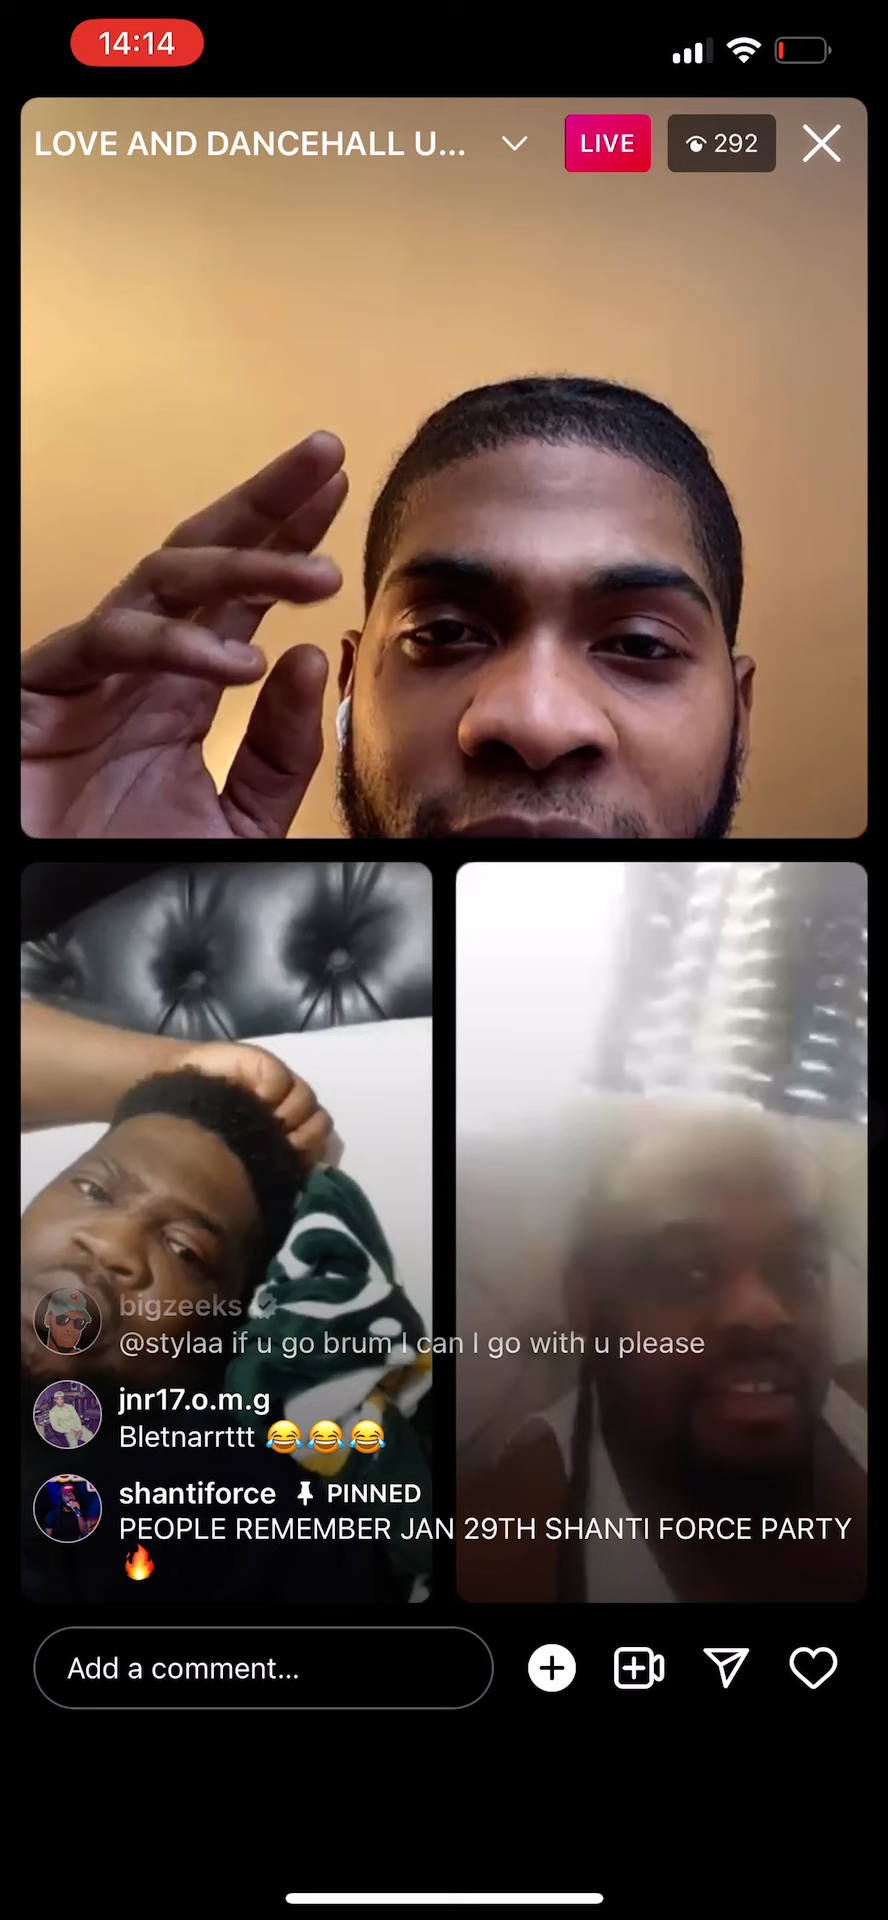 14:14
LOVE AND DANCEHALL U...
LIVE
292
bigzeeks
@stylaa if u go brum I can I go with u please
jnr17.o.m.g
Bletnarrttt 😂😂😂
shantiforce PINNED
PEOPLE REMEMBER JAN 29TH SHANTI FORCE PARTY
🔥
Add a comment...